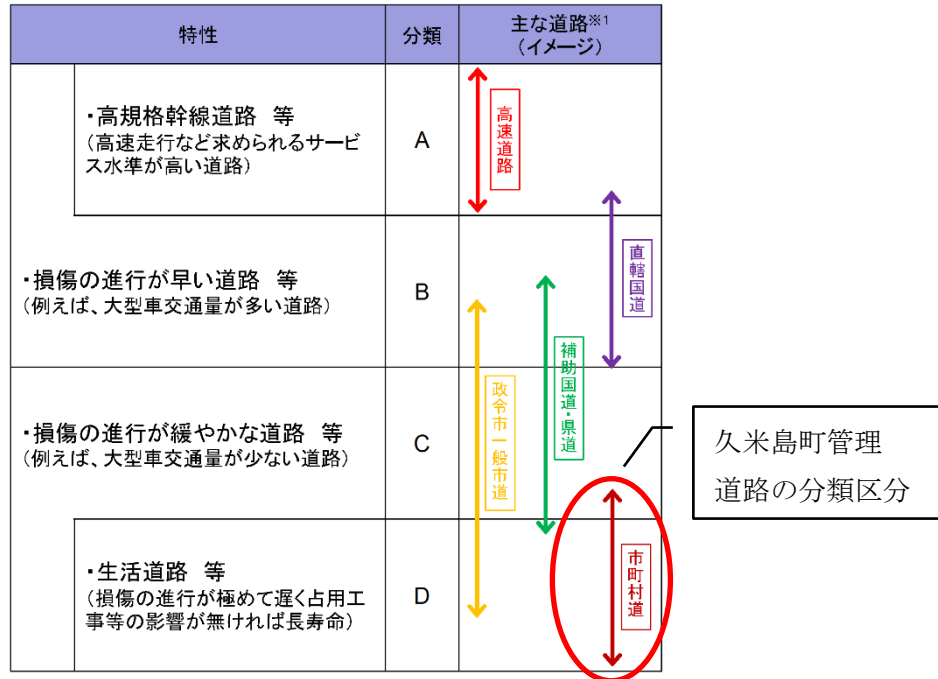 特性
分類
主な道路※1
(イメージ)
・高規格幹線道路 等
(高速走行など求められるサービ
ス水準が高い道路)
A
高速道路
・損傷の進行が早い道路 等
(例えば、大型車交通量が多い道路)
B
直轄国道
補助国道・県道
政令市一般市道
・損傷の進行が緩やかな道路 等
(例えば、大型車交通量が少ない道路)
C
久米島町管理
道路の分類区分
・生活道路 等
(損傷の進行が極めて遅く占用工
事等の影響が無ければ長寿命)
D
市町村道